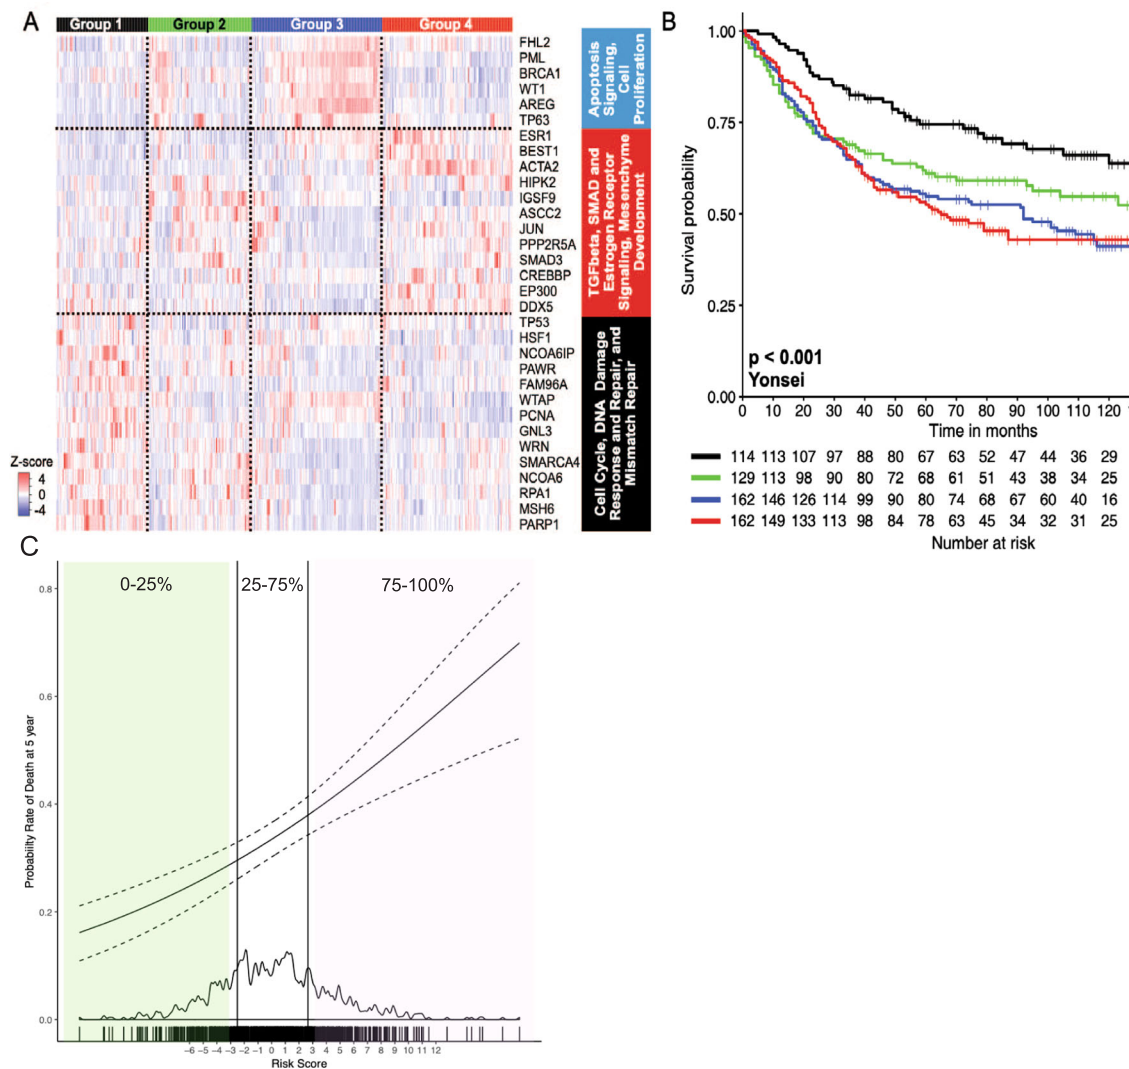 A
Group 1 Group 2 Group 3 Group 4
FHL2
PML
BRCA1
WT1
AREG
TP63
ESR1
BEST1
ACTA2
HIPK2
IGSF9
ASCC2
JUN
PPP2R5A
SMAD3
CREBBP
EP300
DDX5
TP53
HSF1
NCOA6IP
PAWR
FAM96A
WTAP
PCNA
GNL3
WRN
SMARCA4
NCOA6
RPA1
MSH6
PARP1
Z-score
4
0
-4
Apoptosis
Signaling,
Cell
Proliferation
TGFbeta, SMAD and
Estrogen Receptor
Signaling, Mesenchyme
Development
Cell Cycle, DNA Damage
Response and Repair, and
Mismatch Repair
B
Survival probability
1.00
0.75
0.50
0.25
0.00
p < 0.001
Yonsei
0 10 20 30 40 50 60 70 80 90 100 110 120
Time in months
114 113 107 97 88 80 67 63 52 47 44 36 29
129 113 98 90 80 72 68 61 51 43 38 34 25
162 146 126 114 99 90 80 74 68 67 60 40 16
162 149 133 113 98 84 78 63 45 34 32 31 25
Number at risk
C
0-25% 25-75% 75-100%
Probability Rate of Death at 5 year
0.8
0.6
0.4
0.2
0.0
-6 -5 -4 -3 -2 -1 0 1 2 3 4 5 6 7 8 9 10 11 12
Risk Score